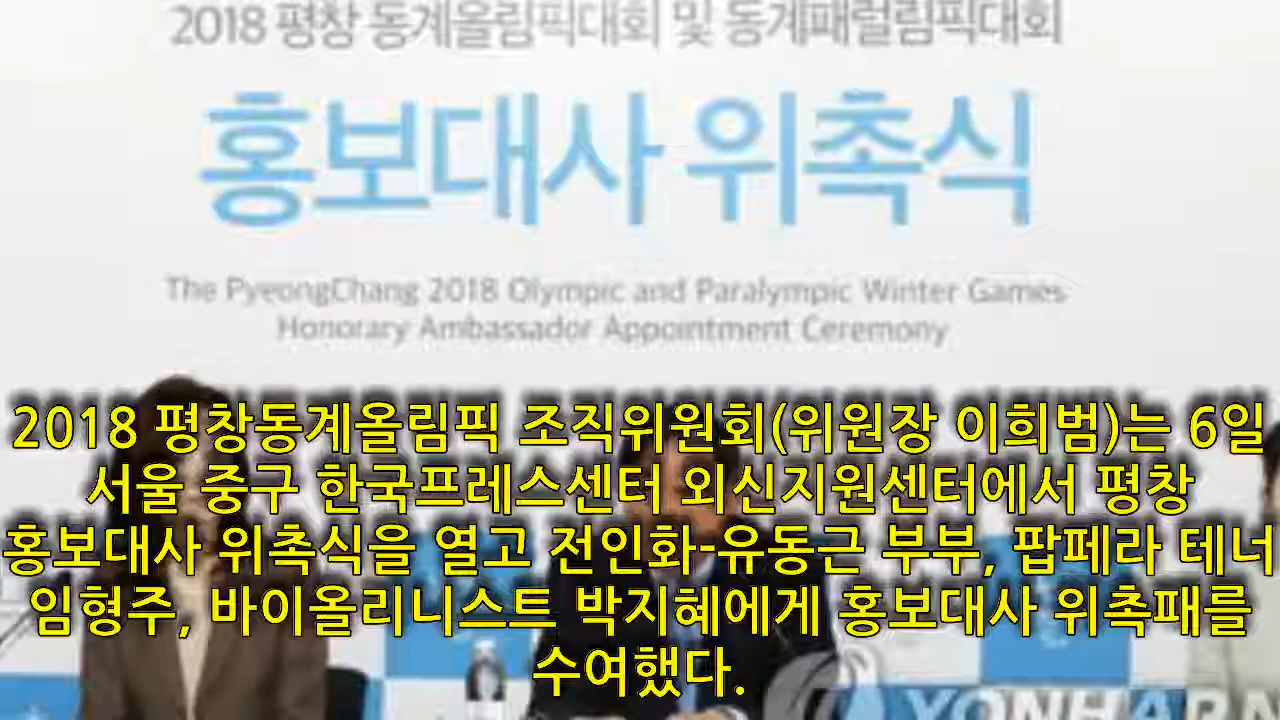 2018 평창 동계올림픽대회 및 동계패럴림픽대회
홍보대사 위촉식
The PyeongChang 2018 Olympic and Paralympic Winter Games
Honorary Ambassador Appointment Ceremony
2018 평창동계올림픽 조직위원회(위원장 이희범)는 6일
서울 중구 한국프레스센터 외신지원센터에서 평창
홍보대사 위촉식을 열고 전인화-유동근 부부, 팝페라 테너
임형주, 바이올리니스트 박지혜에게 홍보대사 위촉패를
수여했다.